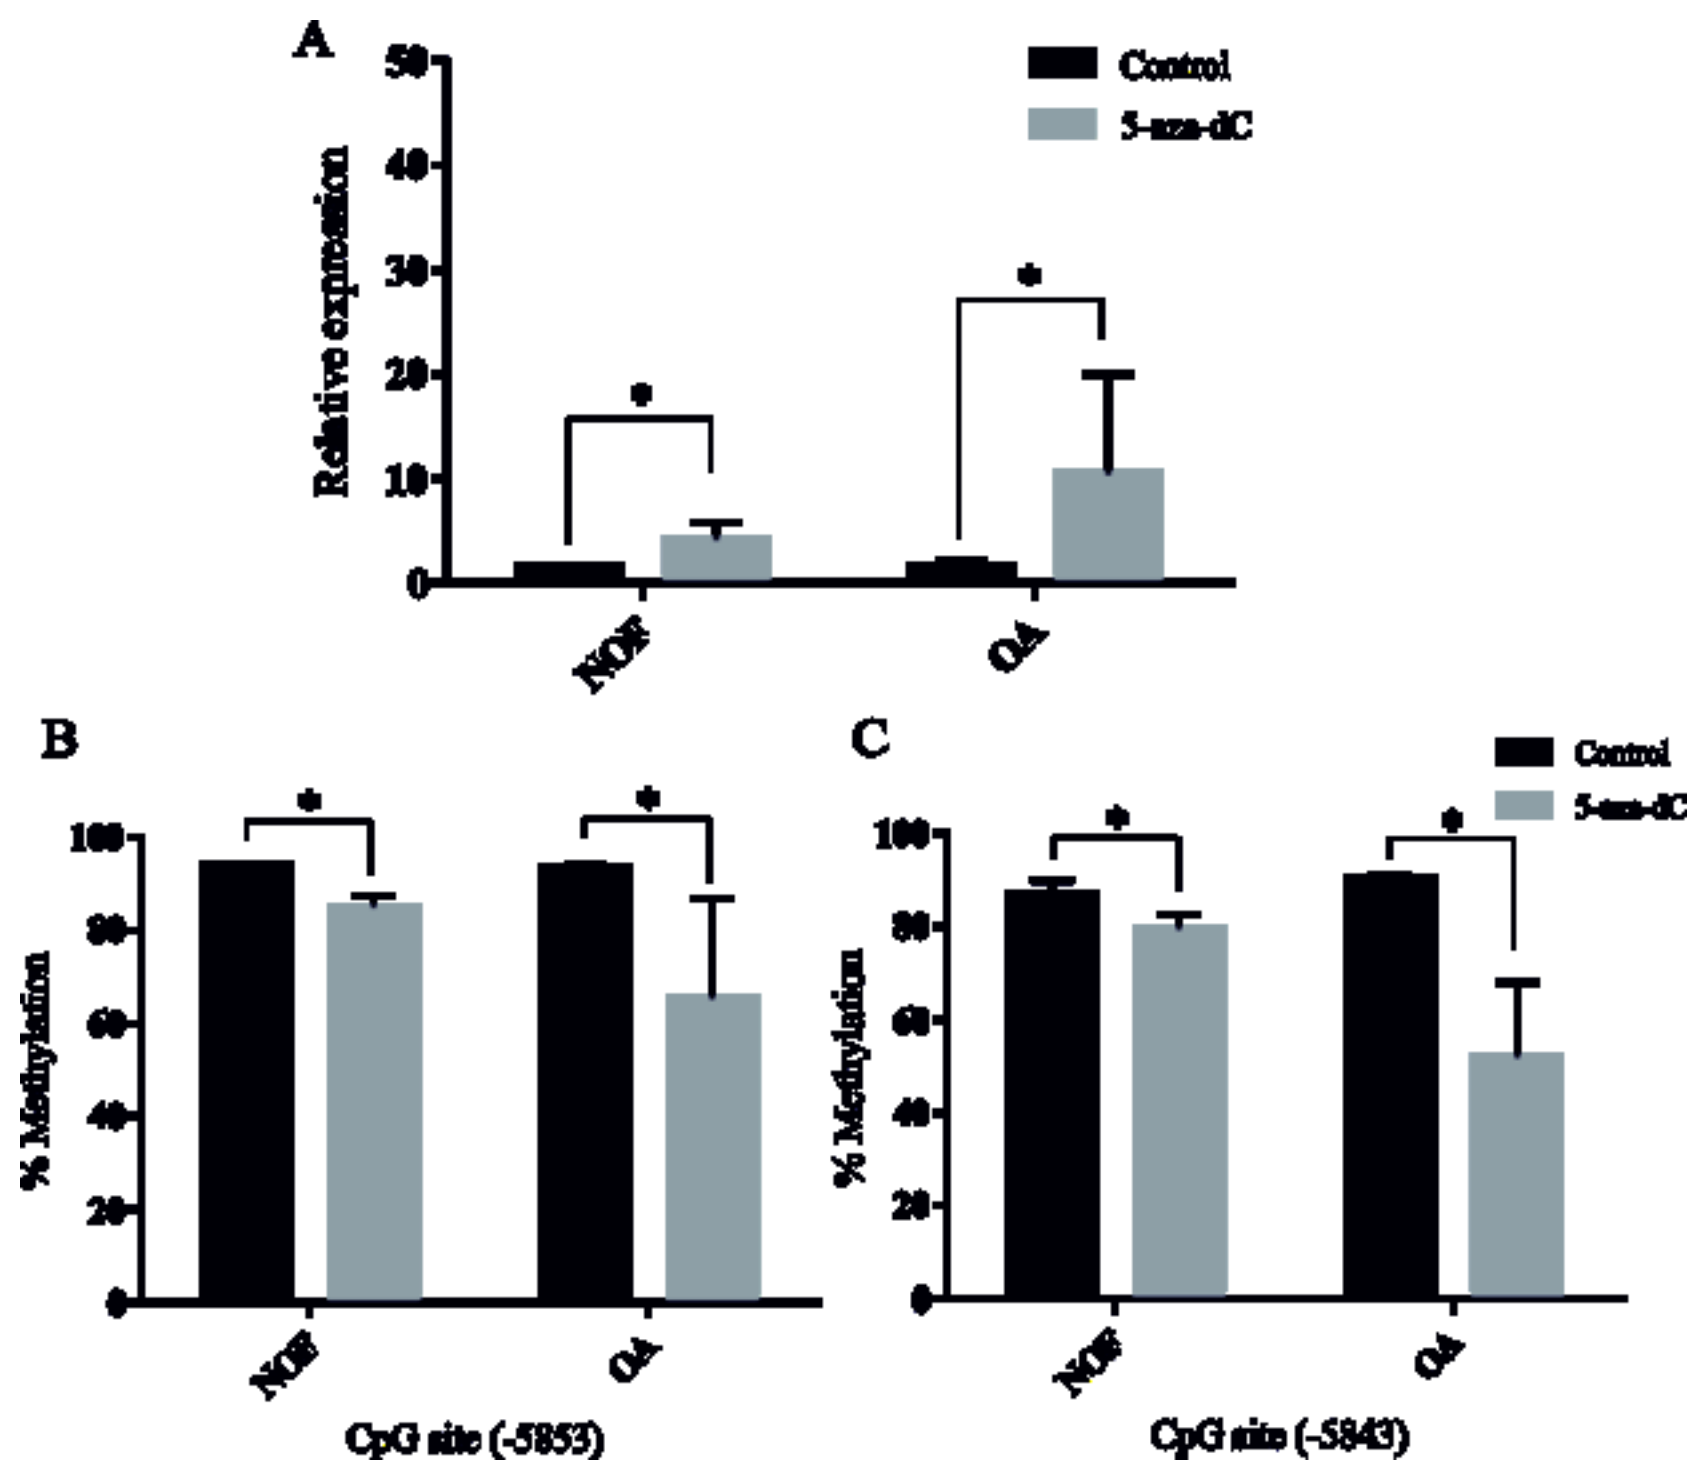 A
50
40
30
20
10
0
Relative expression
Control
5-aza-dC
*
*
NOF
OA
B
100
80
60
40
20
0
% Methylation
*
*
NOF
OA
CpG site (-5853)
C
Control
5-aza-dC
100
80
60
40
20
0
% Methylation
*
*
NOF
OA
CpG site (-5843)